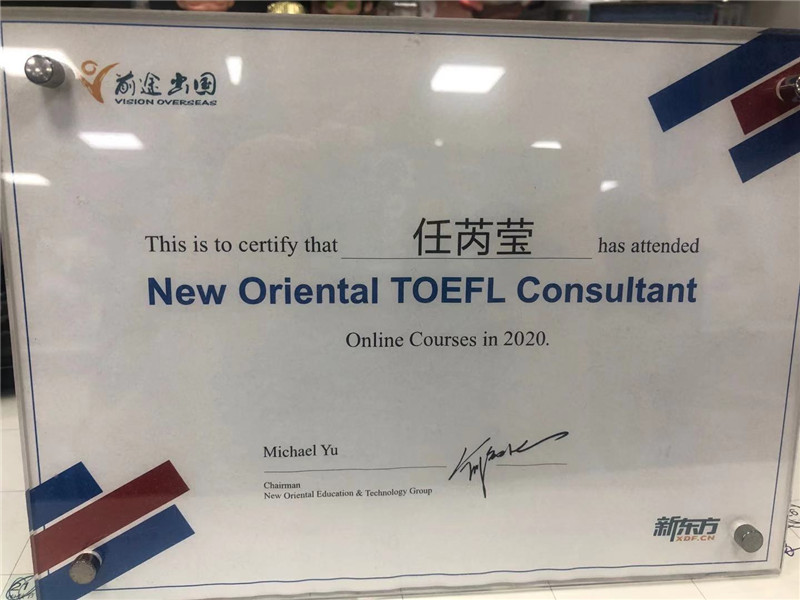 前途出国
VISION OVERSEAS
This is to certify that 任芮莹 has attended
New Oriental TOEFL Consultant
Online Courses in 2020.
Michael Yu
Chairman
New Oriental Education & Technology Group
新东方
XDF.CN